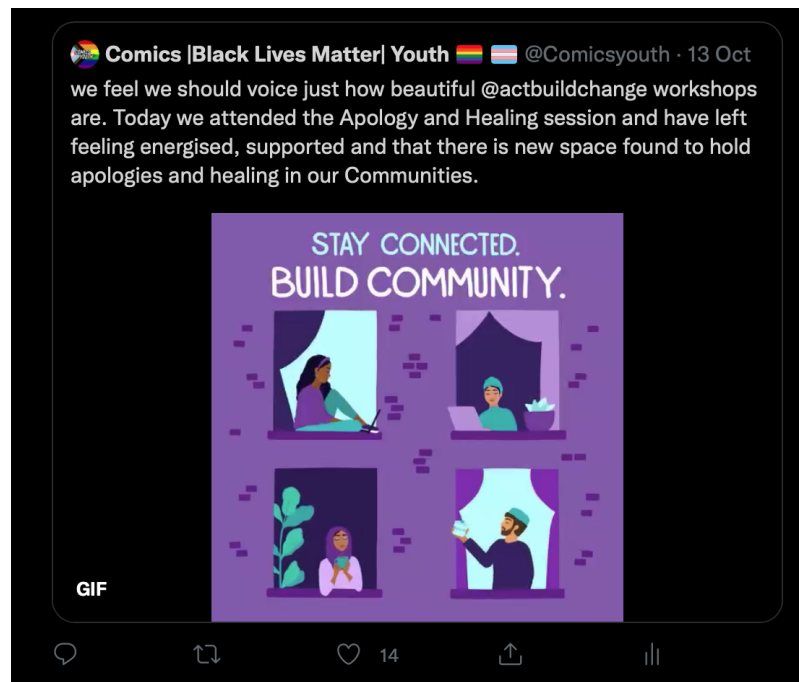 Comics |Black Lives Matter| Youth 🏳️‍🌈 🏳️‍⚧️ @Comicsyouth · 13 Oct
we feel we should voice just how beautiful @actbuildchange workshops
are. Today we attended the Apology and Healing session and have left
feeling energised, supported and that there is new space found to hold
apologies and healing in our Communities.
STAY CONNECTED.
BUILD COMMUNITY.
GIF
14